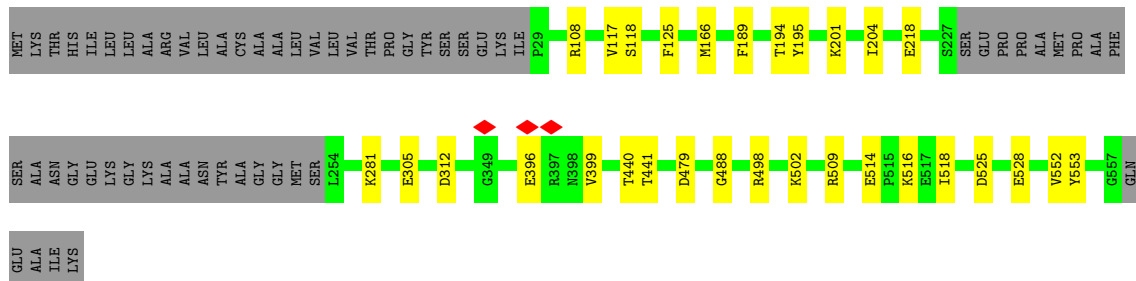 MET LYS THR HIS ILE LEU LEU ALA ARG VAL LEU ALA CYS ALA ALA LEU VAL LEU VAL THR PRO GLY TYR SER SER GLU LYS ILE P29 R108 V117 S118 F125 M166 F189 T194 Y195 K201 I204 E218 S227 SER GLU PRO PRO ALA MET PRO ALA PHE
SER ALA ASN GLY GLU LYS GLY LYS ALA ALA ASN TYR ALA GLY GLY MET SER L254 K281 E305 D312 G349 E396 R397 N398 V399 T440 T441 D479 G488 R498 K502 R509 E514 P515 K516 E517 I518 D525 E528 V552 Y553 G557 GLN
GLU ALA ILE LYS